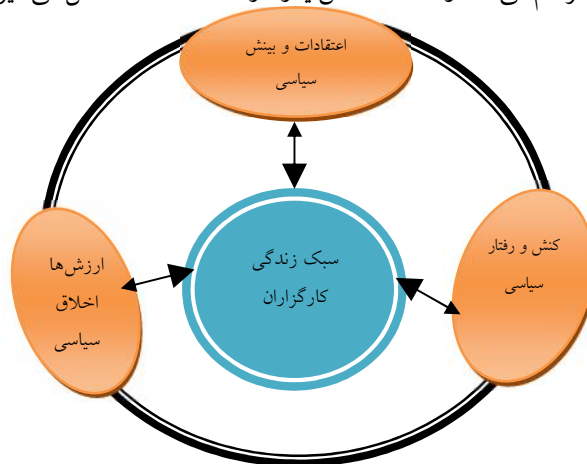 اعتقادات و بینش
سیاسی
کنش و رفتار
سیاسی
سبک زندگی
کارگزاران
ارزش‌ها
اخلاق
سیاسی